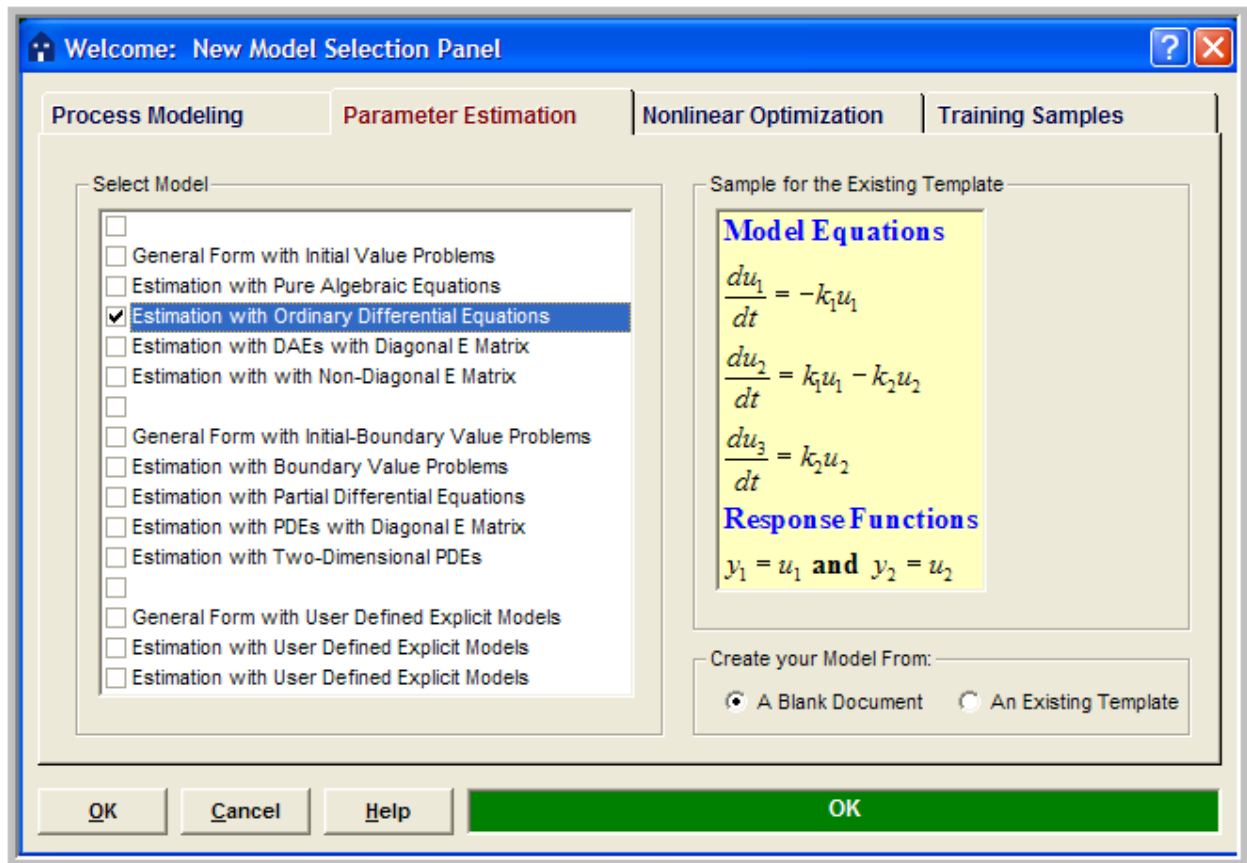 Welcome: New Model Selection Panel
?
Process Modeling
Parameter Estimation
Nonlinear Optimization
Training Samples
Select Model
General Form with Initial Value Problems
Estimation with Pure Algebraic Equations
Estimation with Ordinary Differential Equations
Estimation with DAEs with Diagonal E Matrix
Estimation with with Non-Diagonal E Matrix
General Form with Initial-Boundary Value Problems
Estimation with Boundary Value Problems
Estimation with Partial Differential Equations
Estimation with PDEs with Diagonal E Matrix
Estimation with Two-Dimensional PDEs
General Form with User Defined Explicit Models
Estimation with User Defined Explicit Models
Estimation with User Defined Explicit Models
Sample for the Existing Template
Model Equations
du₁/dt = −k₁u₁
du₂/dt = k₁u₁ − k₂u₂
du₃/dt = k₂u₂
Response Functions
y₁ = u₁ and y₂ = u₂
Create your Model From:
A Blank Document
An Existing Template
OK
Cancel
Help
OK